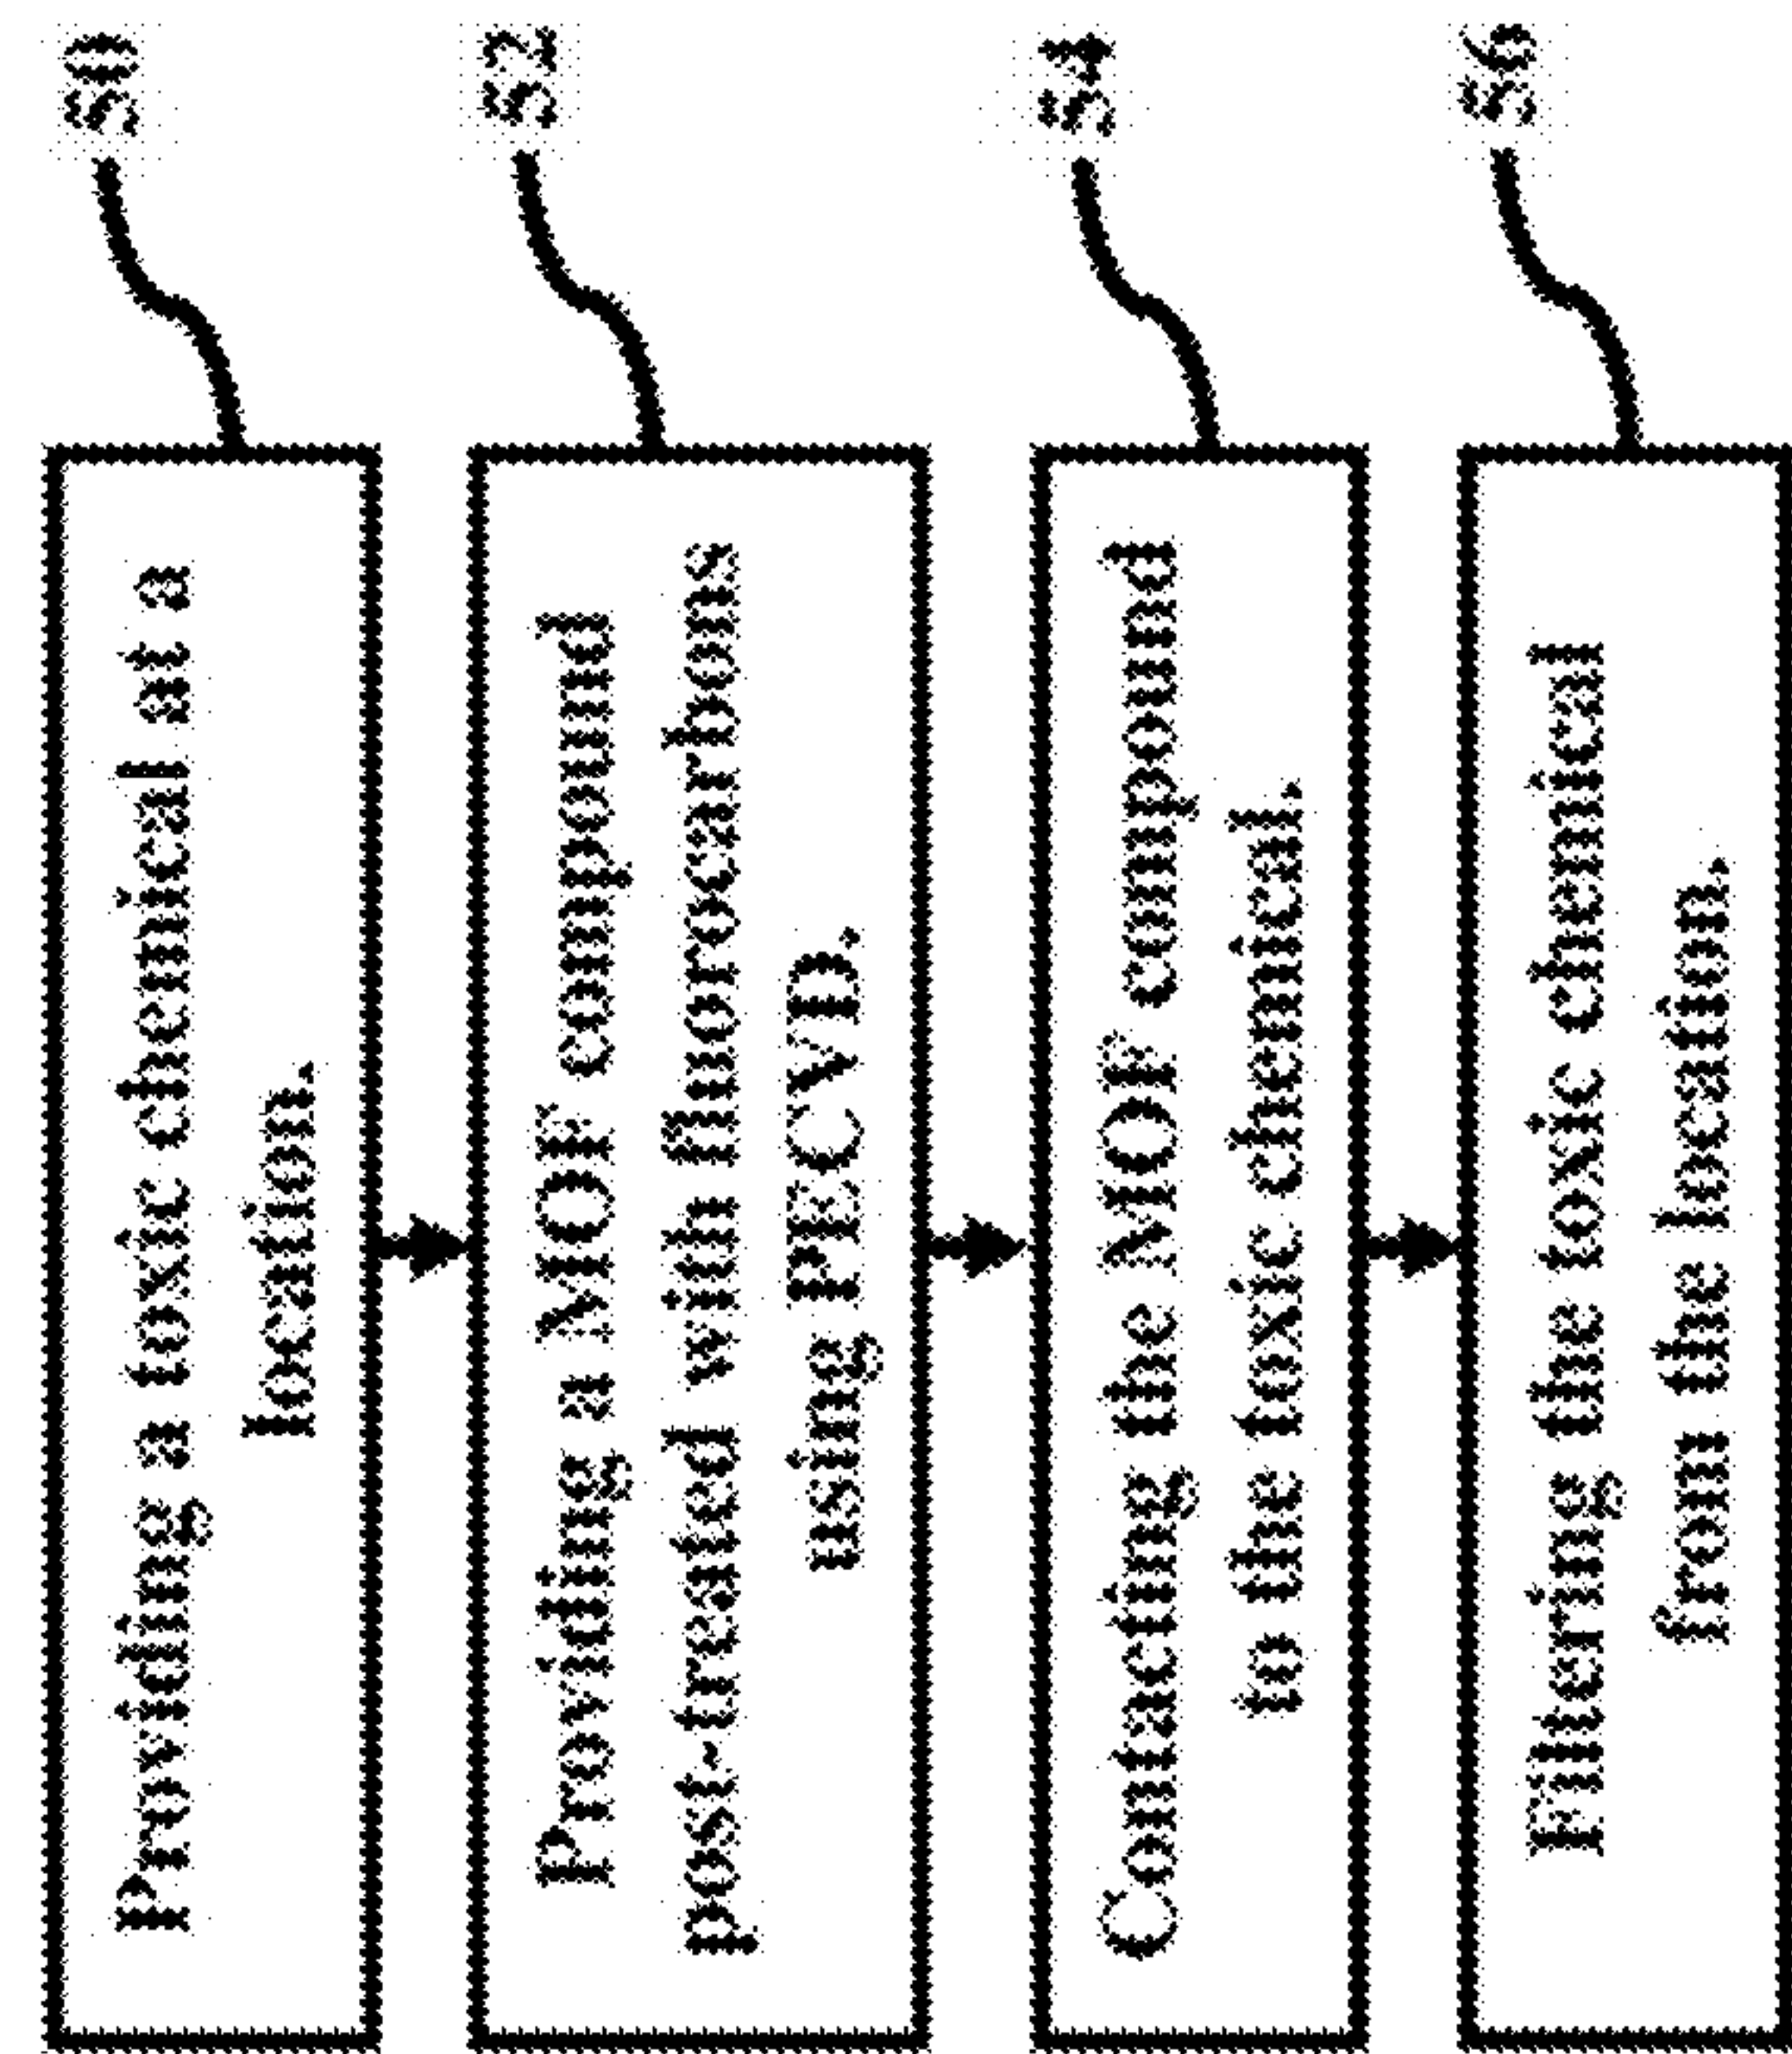 Providing a toxic chemical at a
location.
50
Providing a MOF compound
post-treated with fluorocarbons
using PECVD.
52
Contacting the MOF compound
to the toxic chemical.
54
Filtering the toxic chemical
from the location.
56